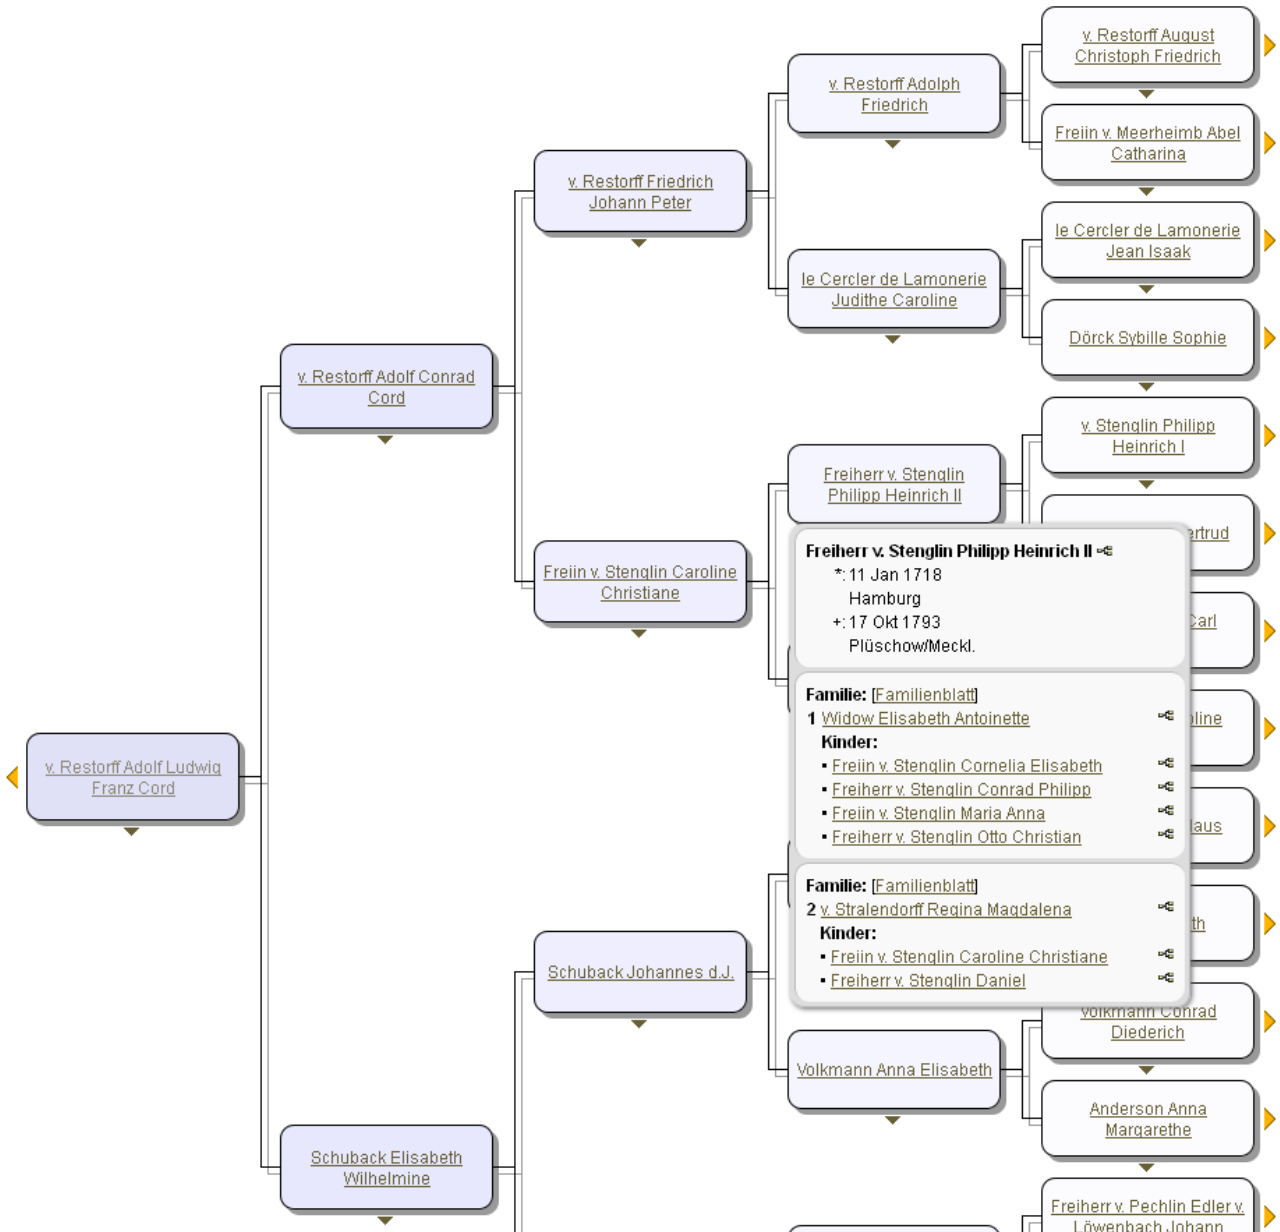 v. Restorff August
Christoph Friedrich
v. Restorff Adolph
Friedrich
Freiin v. Meerheimb Abel
Catharina
v. Restorff Friedrich
Johann Peter
le Cercler de Lamonerie
Jean Isaak
le Cercler de Lamonerie
Judithe Caroline
Dörck Sybille Sophie
v. Restorff Adolf Conrad
Cord
v. Stenglin Philipp
Heinrich I
Freiherr v. Stenglin
Philipp Heinrich II
Freiin v. Stenglin Caroline
Christiane
Freiherr v. Stenglin Philipp Heinrich II
*: 11 Jan 1718
Hamburg
+: 17 Okt 1793
Plüschow/Meckl.
Familie: [Familienblatt]
1 Widow Elisabeth Antoinette
Kinder:
▪ Freiin v. Stenglin Cornelia Elisabeth
▪ Freiherr v. Stenglin Conrad Philipp
▪ Freiin v. Stenglin Maria Anna
▪ Freiherr v. Stenglin Otto Christian
Familie: [Familienblatt]
2 v. Stralendorff Regina Magdalena
Kinder:
▪ Freiin v. Stenglin Caroline Christiane
▪ Freiherr v. Stenglin Daniel
ertrud
Carl
line
laus
th
v. Restorff Adolf Ludwig
Franz Cord
Schuback Johannes d.J.
Volkmann Conrad
Diederich
Volkmann Anna Elisabeth
Anderson Anna
Margarethe
Schuback Elisabeth
Wilhelmine
Freiherr v. Pechlin Edler v.
Löwenbach Johann